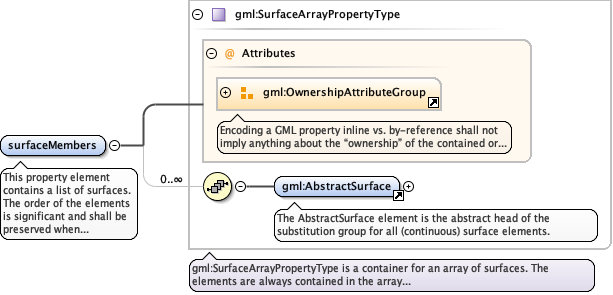 gml:SurfaceArrayPropertyType
@ Attributes
gml:OwnershipAttributeGroup
Encoding a GML property inline vs. by-reference shall not
imply anything about the “ownership” of the contained or...
surfaceMembers
This property element
contains a list of surfaces.
The order of the elements
is significant and shall be
preserved when...
0..∞
gml:AbstractSurface
The AbstractSurface element is the abstract head of the
substitution group for all (continuous) surface elements.
gml:SurfaceArrayPropertyType is a container for an array of surfaces. The
elements are always contained in the array...